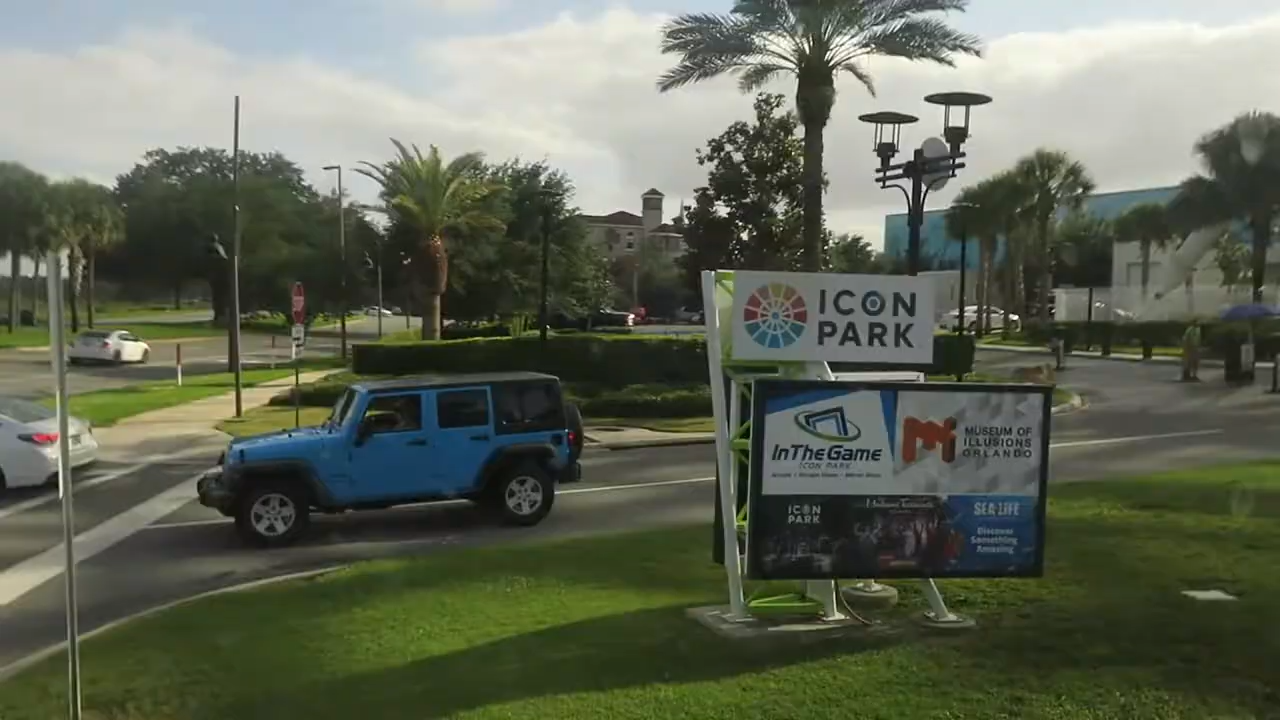 ICON
PARK
InTheGame
ICON PARK
MUSEUM OF
ILLUSIONS
ORLANDO
ICON
PARK
SEA LIFE
Discover
Something
Amazing